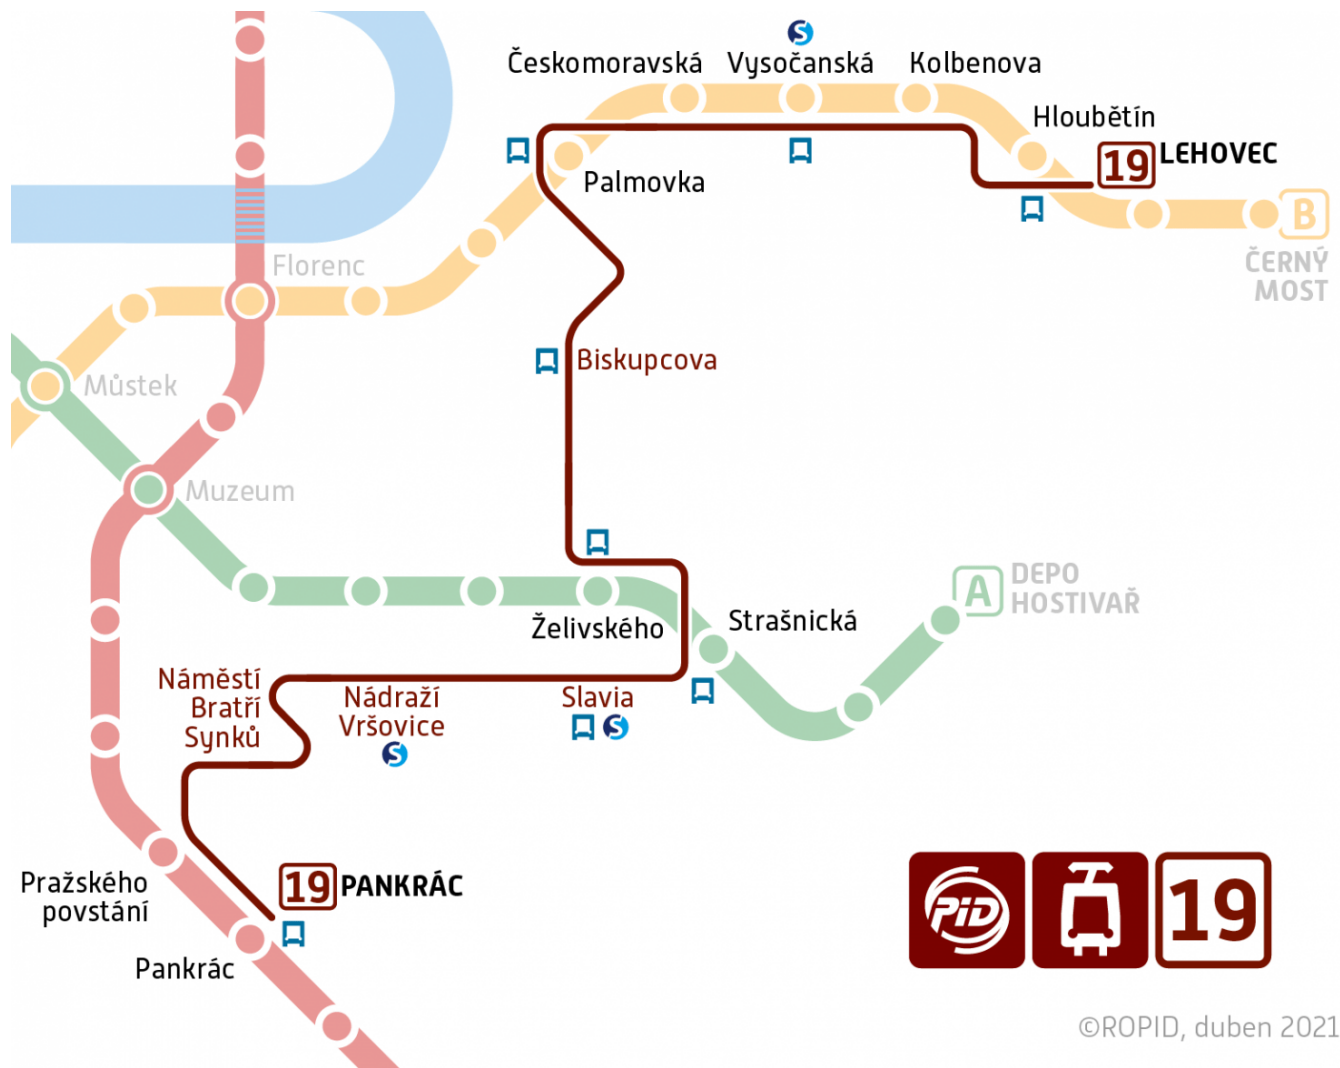 Českomoravská
Vysočanská
Kolbenova
Hloubětín
19 LEHOVEC
Palmovka
B
ČERNÝ
MOST
Florenc
Biskupcova
Můstek
Muzeum
A
DEPO
HOSTIVAŘ
Želivského
Strašnická
Náměstí
Bratří
Synků
Nádraží
Vršovice
Slavia
19 PANKRÁC
Pražského
povstání
Pankrác
PiD
19
©ROPID, duben 2021